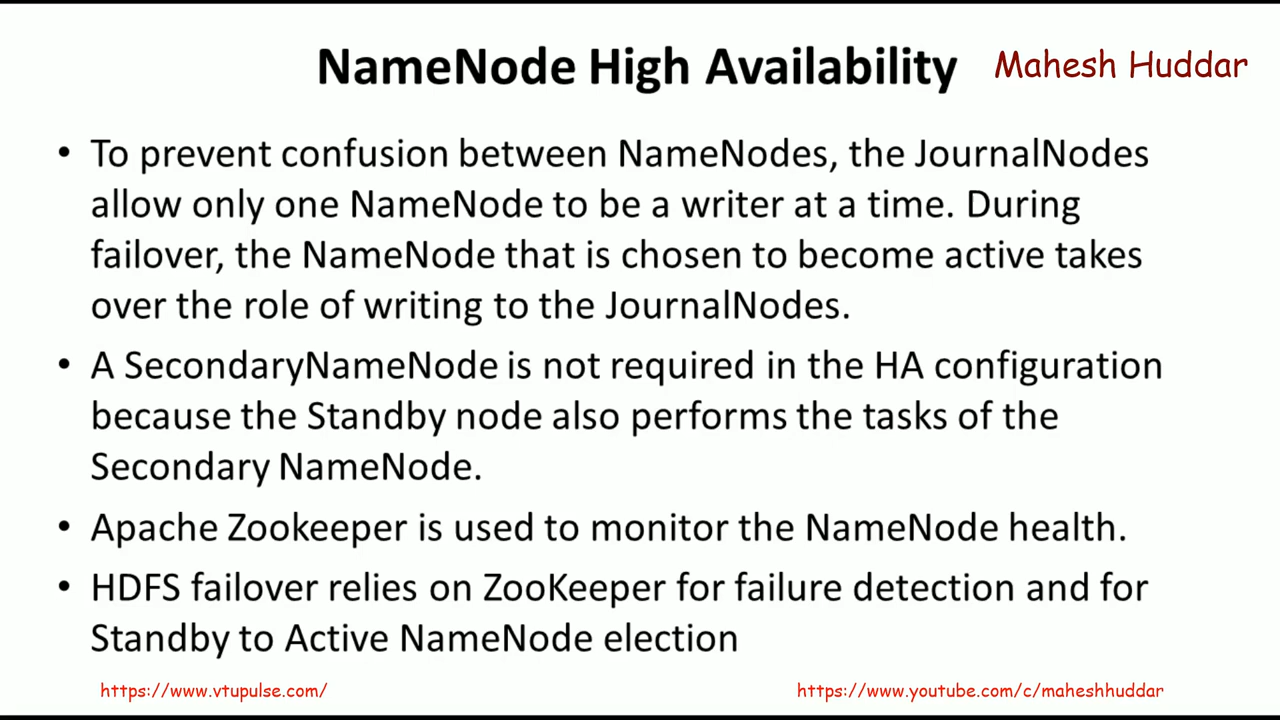 NameNode High Availability
Mahesh Huddar
• To prevent confusion between NameNodes, the JournalNodes
allow only one NameNode to be a writer at a time. During
failover, the NameNode that is chosen to become active takes
over the role of writing to the JournalNodes.
• A SecondaryNameNode is not required in the HA configuration
because the Standby node also performs the tasks of the
Secondary NameNode.
• Apache Zookeeper is used to monitor the NameNode health.
• HDFS failover relies on ZooKeeper for failure detection and for
Standby to Active NameNode election
https://www.vtupulse.com/
https://www.youtube.com/c/maheshhuddar